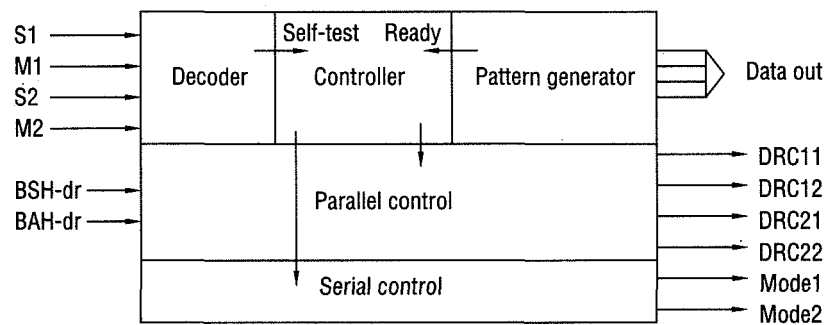 S1
M1
S2
M2
BSH-dr
BAH-dr
Self-test
Ready
Decoder
Controller
Pattern generator
Parallel control
Serial control
Data out
DRC11
DRC12
DRC21
DRC22
Mode1
Mode2